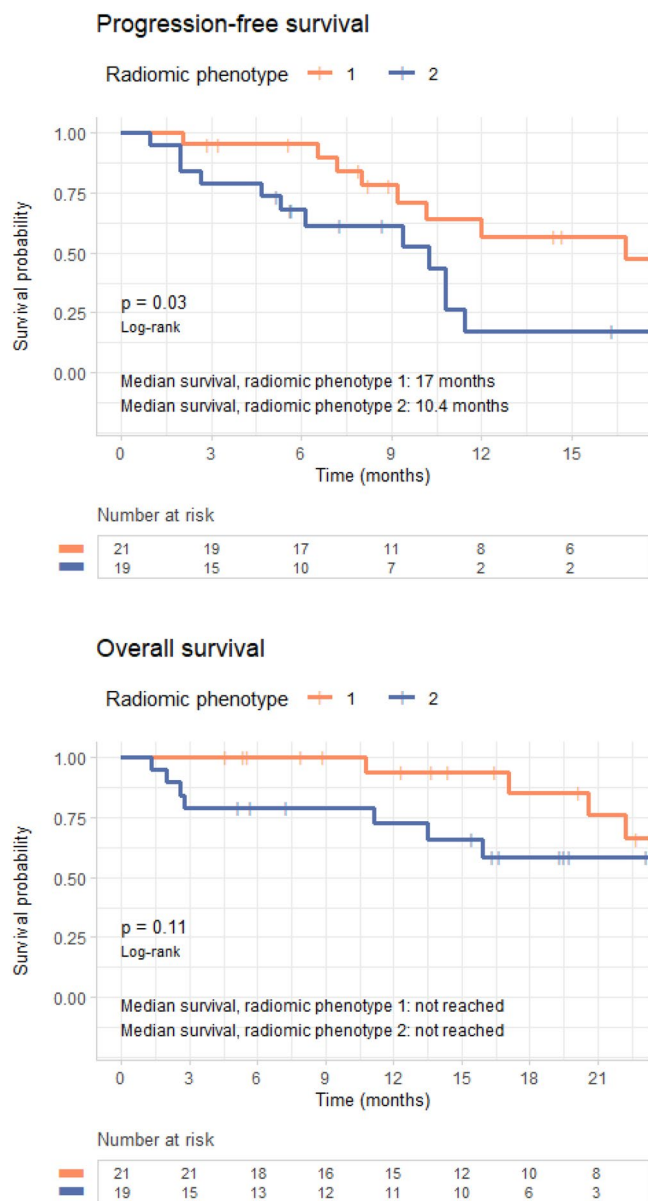 Progression-free survival
Radiomic phenotype 1 2
1.00
0.75
0.50
0.25
0.00
Survival probability
p = 0.03
Log-rank
Median survival, radiomic phenotype 1: 17 months
Median survival, radiomic phenotype 2: 10.4 months
0 3 6 9 12 15
Time (months)
Number at risk
21 19 17 11 8 6
19 15 10 7 2 2
Overall survival
Radiomic phenotype 1 2
1.00
0.75
0.50
0.25
0.00
Survival probability
p = 0.11
Log-rank
Median survival, radiomic phenotype 1: not reached
Median survival, radiomic phenotype 2: not reached
0 3 6 9 12 15 18 21
Time (months)
Number at risk
21 21 18 16 15 12 10 8
19 15 13 12 11 10 6 3